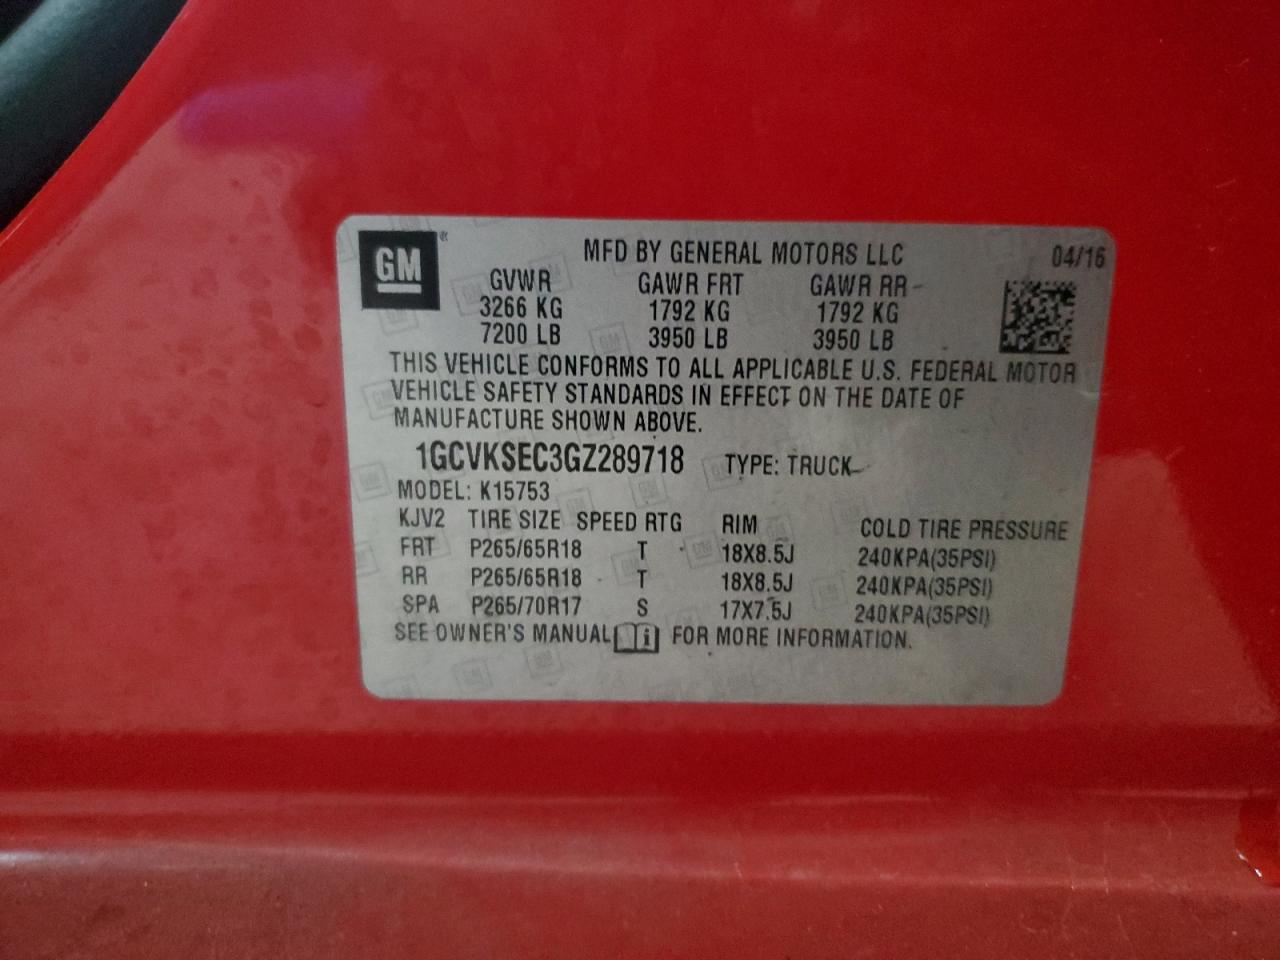 GM
MFD BY GENERAL MOTORS LLC 04/16
GVWR GAWR FRT GAWR RR
3266 KG 1792 KG 1792 KG
7200 LB 3950 LB 3950 LB
THIS VEHICLE CONFORMS TO ALL APPLICABLE U.S. FEDERAL MOTOR
VEHICLE SAFETY STANDARDS IN EFFECT ON THE DATE OF
MANUFACTURE SHOWN ABOVE.
1GCVKSEC3GZ289718 TYPE: TRUCK
MODEL: K15753
KJV2 TIRE SIZE SPEED RTG RIM COLD TIRE PRESSURE
FRT P265/65R18 T 18X8.5J 240KPA(35PSI)
RR P265/65R18 T 18X8.5J 240KPA(35PSI)
SPA P265/70R17 S 17X7.5J 240KPA(35PSI)
SEE OWNER'S MANUAL i FOR MORE INFORMATION.